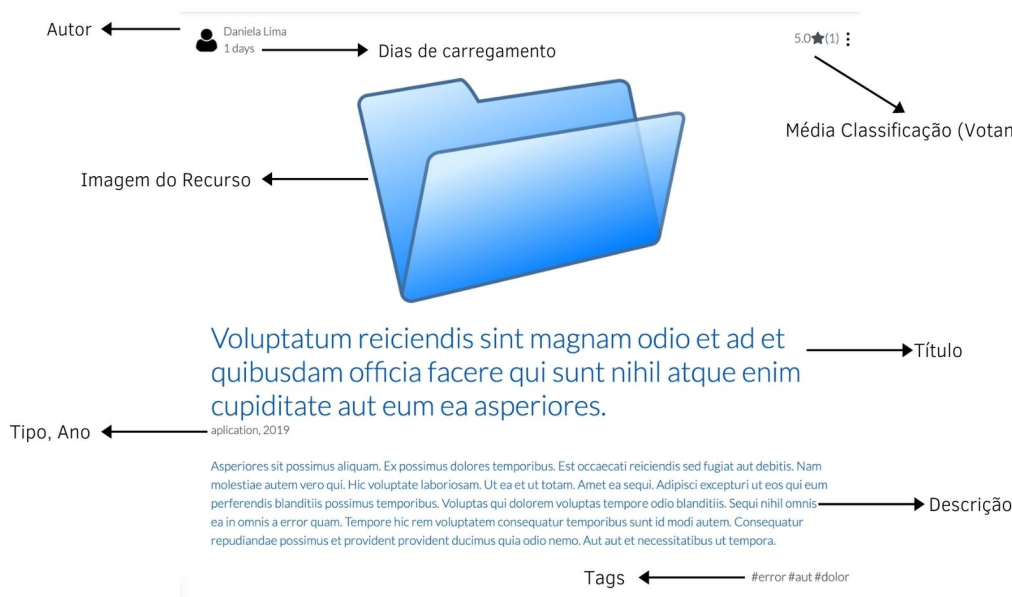 Autor
Daniela Lima
1 days
Dias de carregamento
5.0★(1)
Média Classificação (Votan
Imagem do Recurso
Voluptatum reiciendis sint magnam odio et ad et
quibusdam officia facere qui sunt nihil atque enim
cupiditate aut eum ea asperiores.
Título
Tipo, Ano
aplication, 2019
Asperiores sit possimus aliquam. Ex possimus dolores temporibus. Est occaecati reiciendis sed fugiat aut debitis. Nam
molestiae autem vero qui. Hic voluptate laboriosam. Ut ea et ut totam. Amet ea sequi. Adipisci excepturi ut eos qui eum
perferendis blanditiis possimus temporibus. Voluptas qui dolorem voluptas tempore odio blanditiis. Sequi nihil omnis
ea in omnis a error quam. Tempore hic rem voluptatem consequatur temporibus sunt id modi autem. Consequatur
repudiandae possimus et provident provident ducimus quia odio nemo. Aut aut et necessitatibus ut tempora.
Descrição
Tags
#error #aut #dolor